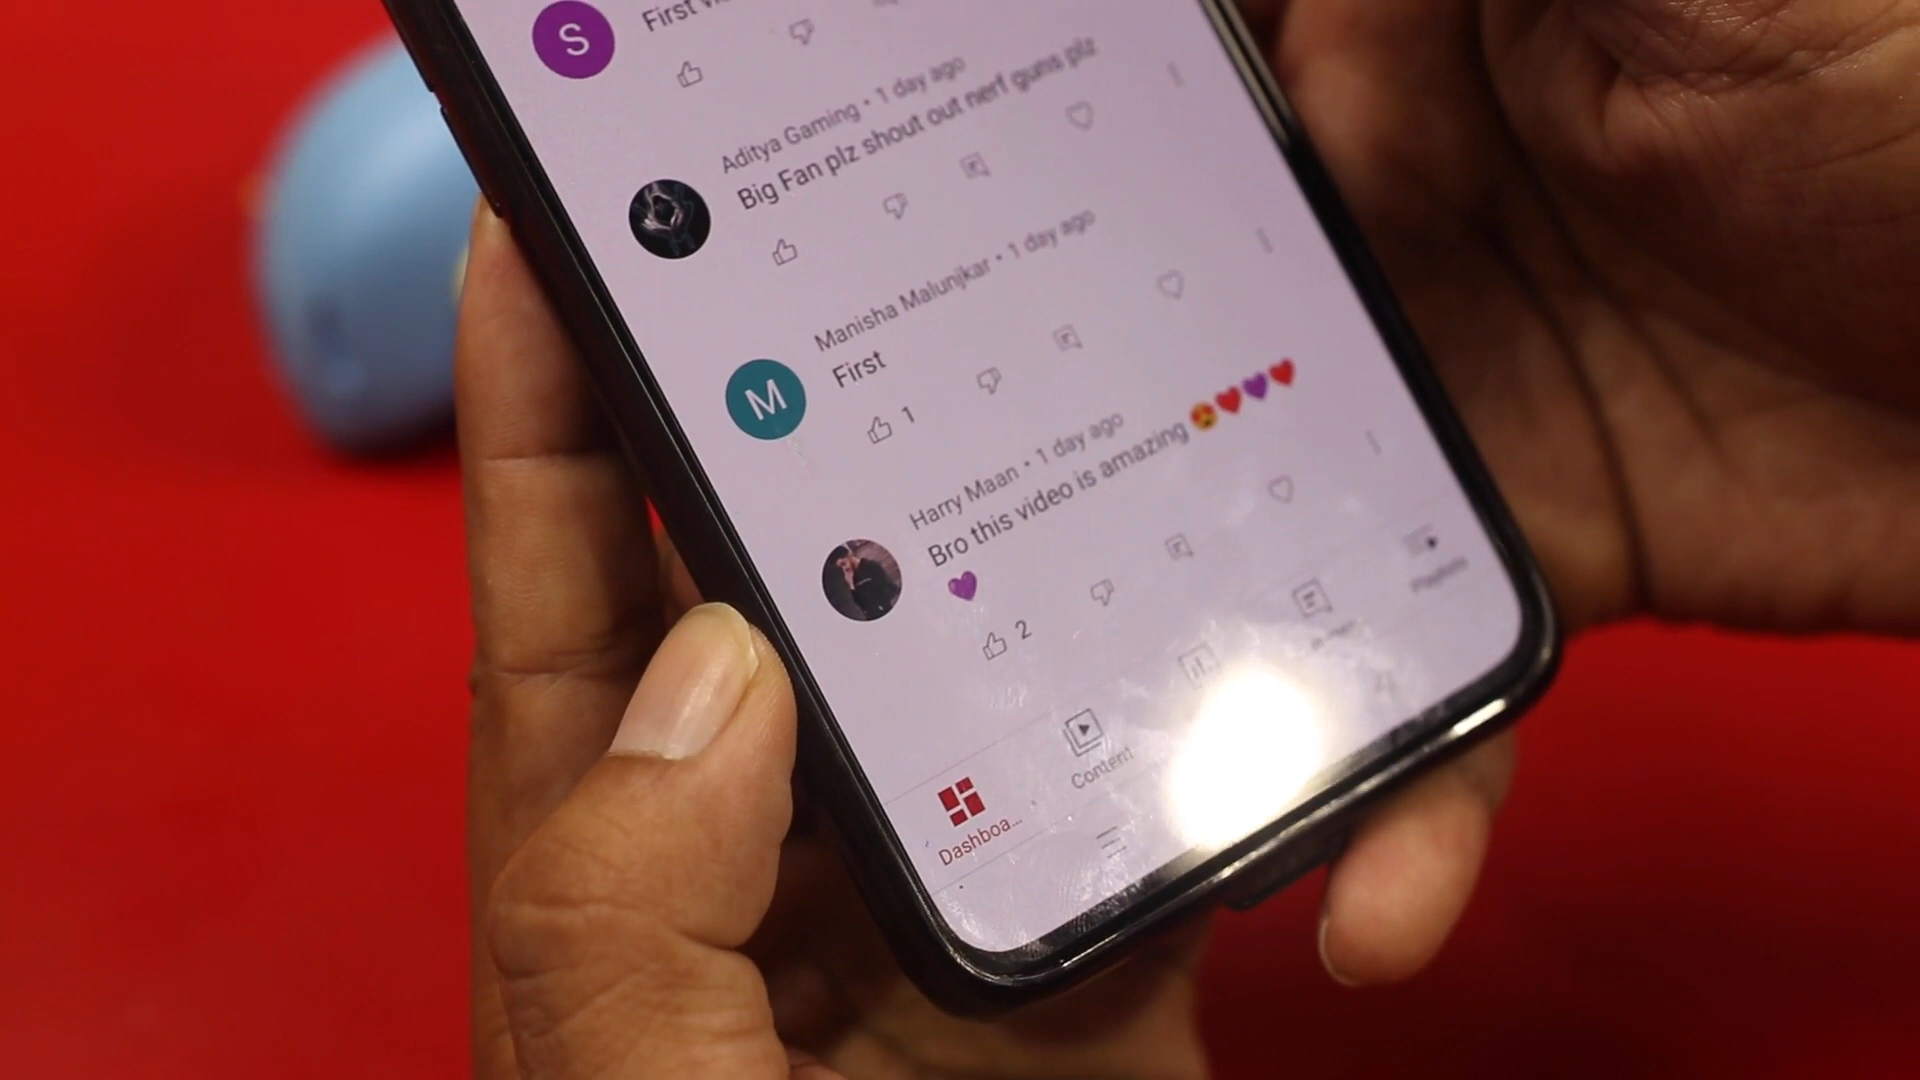 S
First
Aditya Gaming • 1 day ago
Big Fan plz shout out nerf guns plz
Manisha Malunjkar • 1 day ago
M
First
1
Harry Maan • 1 day ago
Bro this video is amazing 😍❤️💜❤️
💜
2
Dashboa...
Content
Playlists